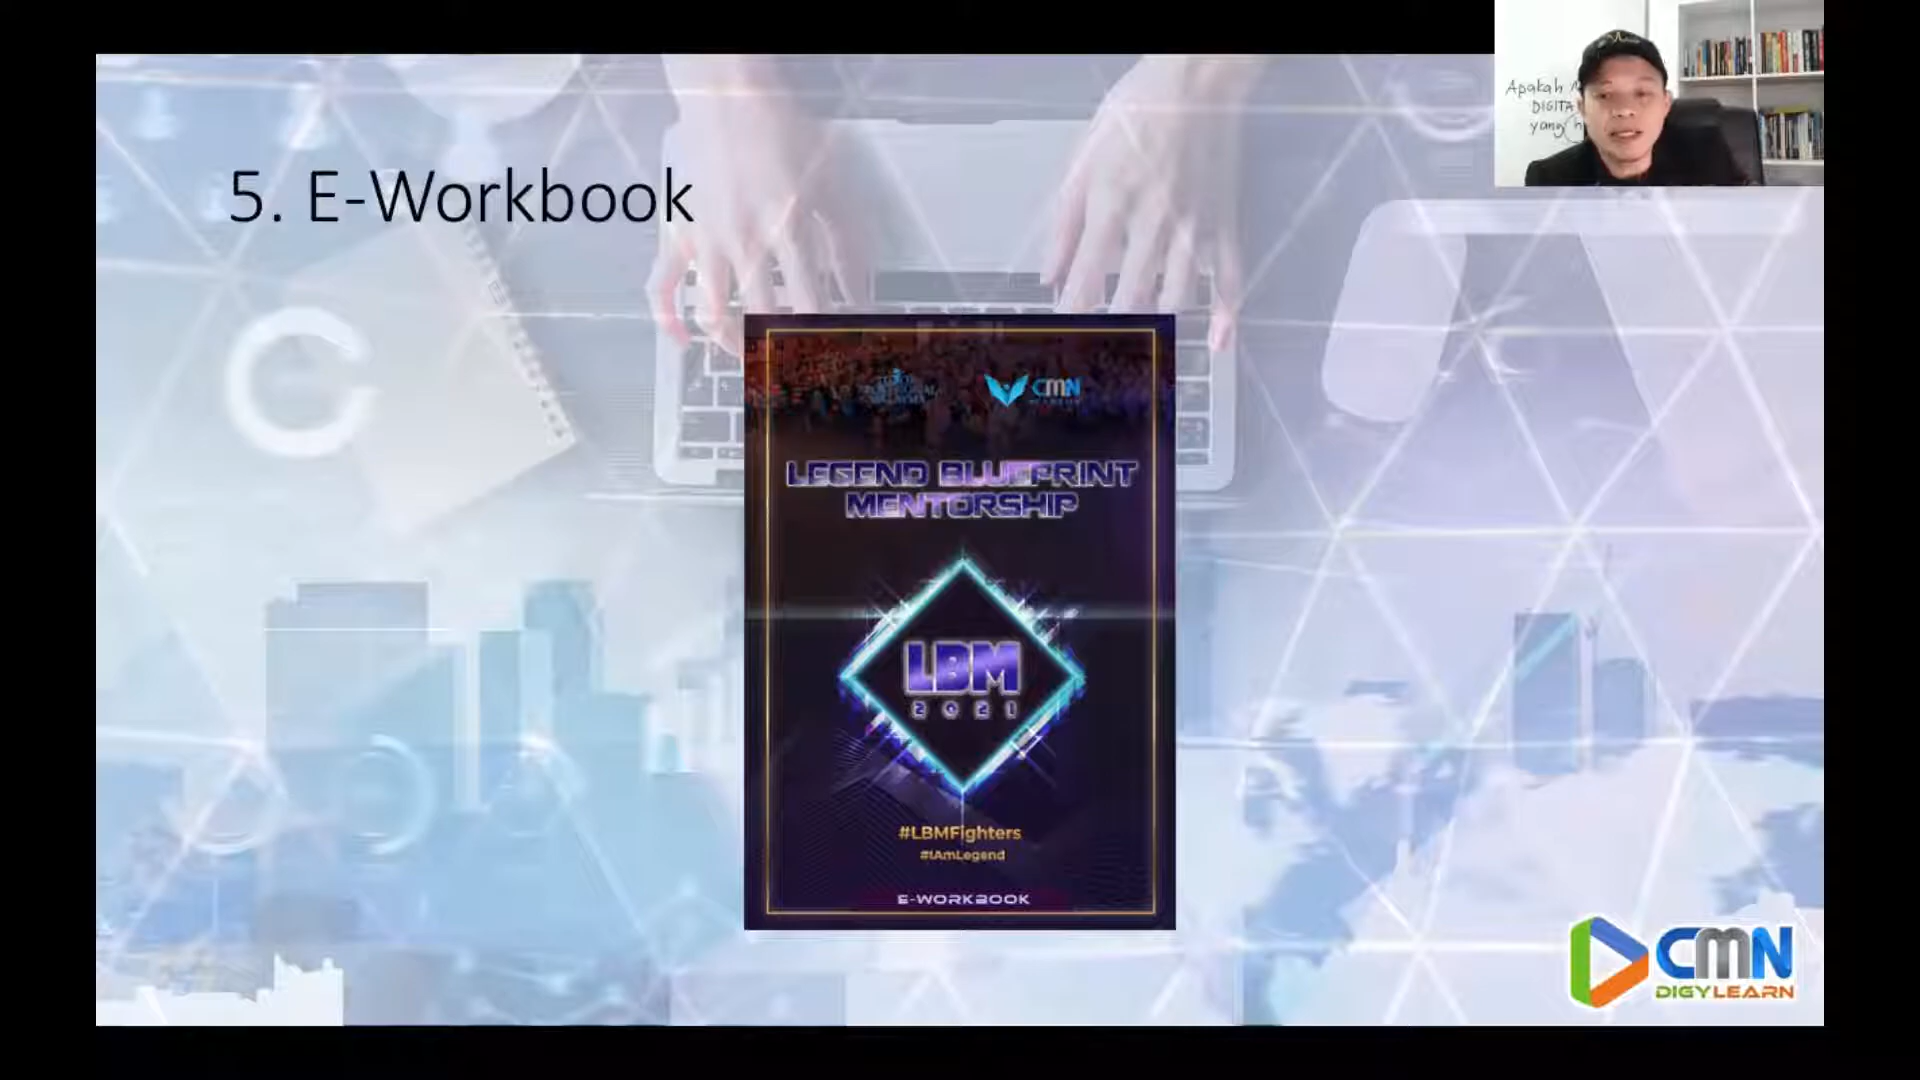 5. E-Workbook
Apakah
DIGITA
yang
CMN
LEGEND BLUEPRINT
MENTORSHIP
LBM
2021
#LBMFighters
#IAmLegend
E-WORKBOOK
CMN
DIGYLEARN